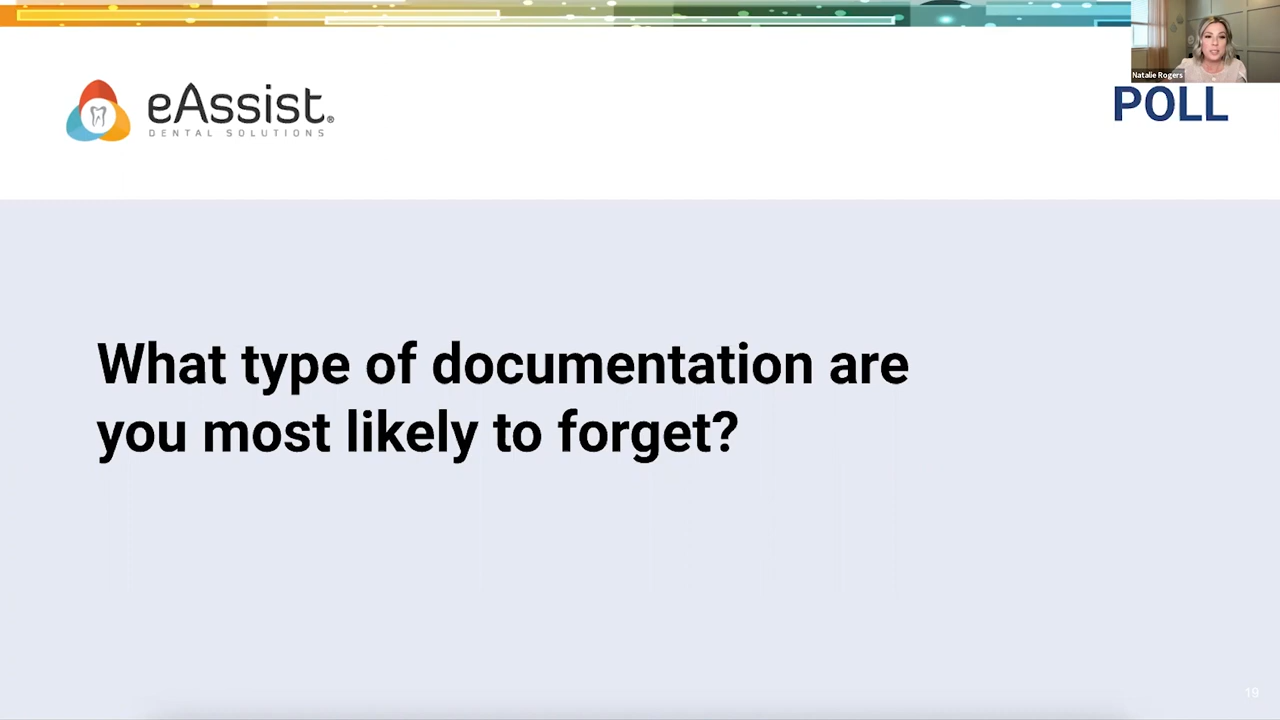 Natalie Rogers
eAssist®
DENTAL SOLUTIONS
POLL
What type of documentation are
you most likely to forget?
19